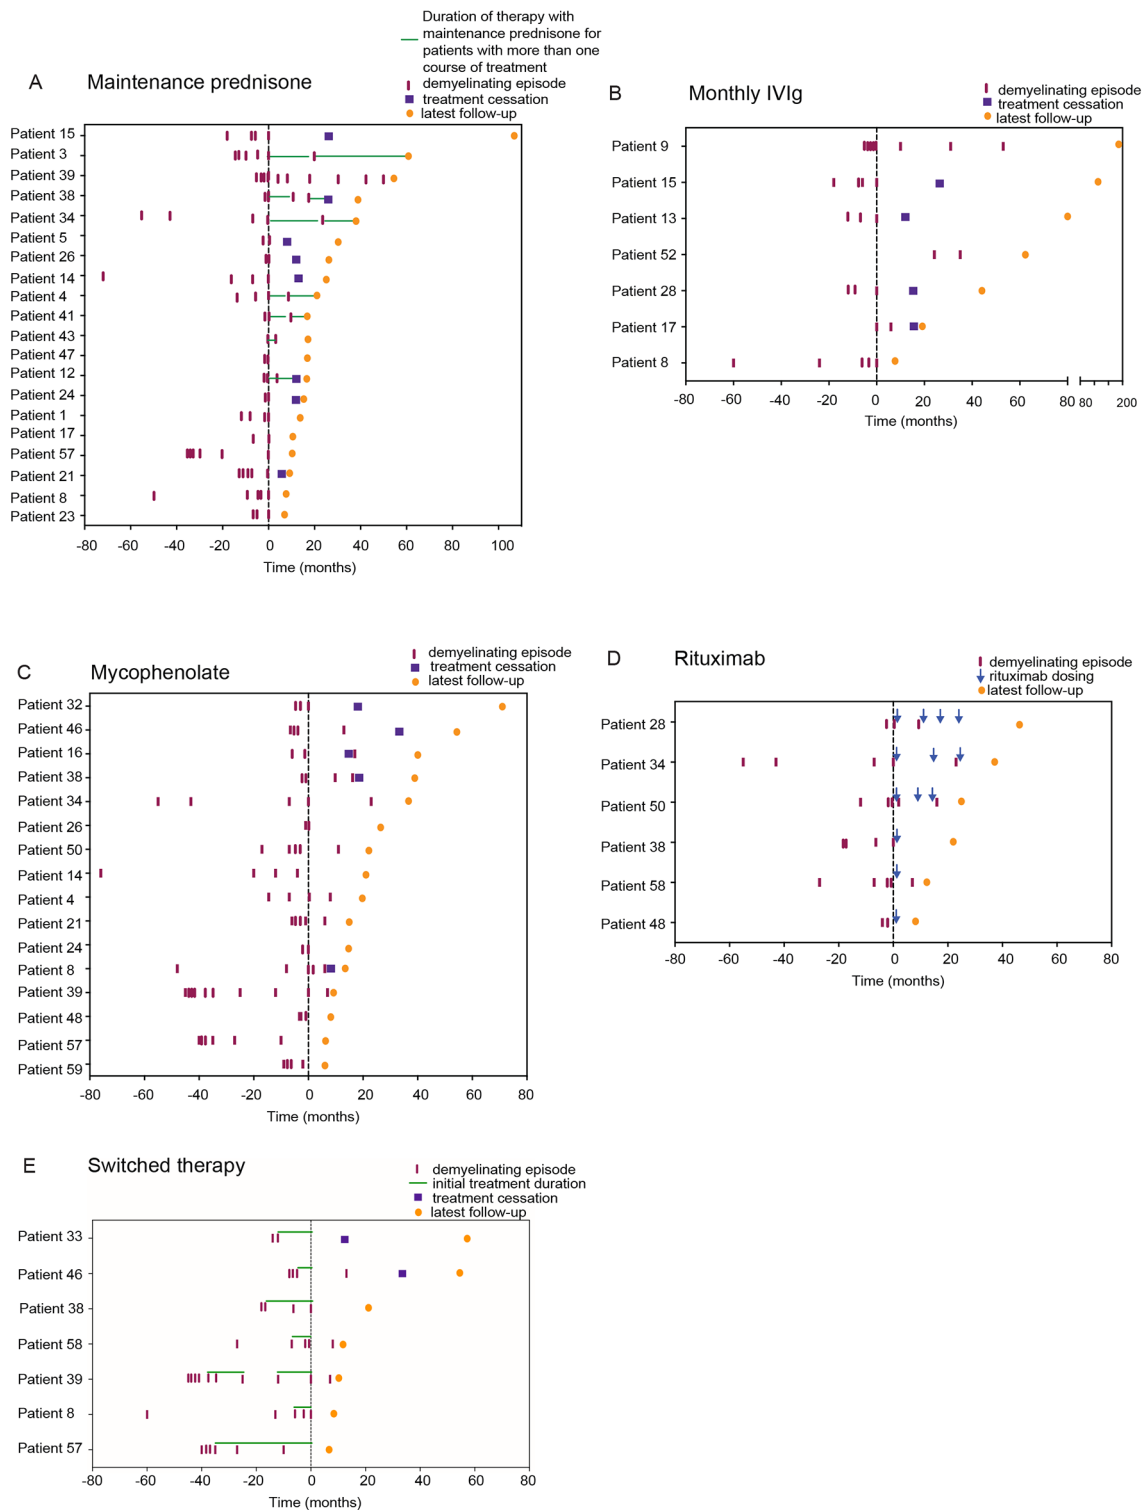 Duration of therapy with
maintenance prednisone for
patients with more than one
course of treatment
A Maintenance prednisone
demyelinating episode
treatment cessation
latest follow-up
Patient 15
Patient 3
Patient 39
Patient 38
Patient 34
Patient 5
Patient 26
Patient 14
Patient 4
Patient 41
Patient 43
Patient 47
Patient 12
Patient 24
Patient 1
Patient 17
Patient 57
Patient 21
Patient 8
Patient 23
-80 -60 -40 -20 0 20 40 60 80 100
Time (months)
B Monthly IVIg
demyelinating episode
treatment cessation
latest follow-up
Patient 9
Patient 15
Patient 13
Patient 52
Patient 28
Patient 17
Patient 8
-80 -60 -40 -20 0 20 40 60 80 80 200
Time (months)
C Mycophenolate
demyelinating episode
treatment cessation
latest follow-up
Patient 32
Patient 46
Patient 16
Patient 38
Patient 34
Patient 26
Patient 50
Patient 14
Patient 4
Patient 21
Patient 24
Patient 8
Patient 39
Patient 48
Patient 57
Patient 59
-80 -60 -40 -20 0 20 40 60 80
Time (months)
D Rituximab
demyelinating episode
rituximab dosing
latest follow-up
Patient 28
Patient 34
Patient 50
Patient 38
Patient 58
Patient 48
-80 -60 -40 -20 0 20 40 60 80
Time (months)
E Switched therapy
demyelinating episode
initial treatment duration
treatment cessation
latest follow-up
Patient 33
Patient 46
Patient 38
Patient 58
Patient 39
Patient 8
Patient 57
-80 -60 -40 -20 0 20 40 60 80
Time (months)